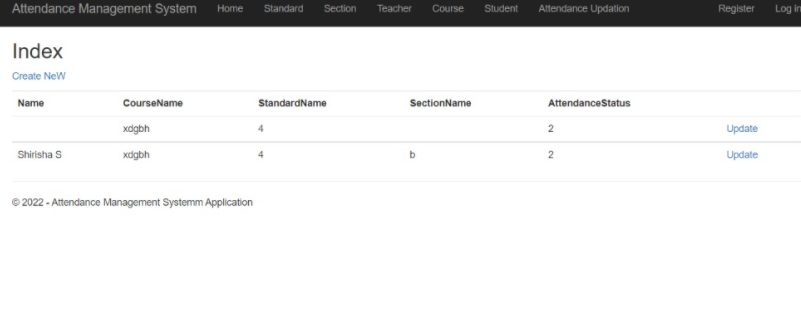 Attendance Management System Home Standard Section Teacher Course Student Attendance Updation Register Log in
Index
Create NeW
Name CourseName StandardName SectionName AttendanceStatus
xdgbh 4 2 Update
Shirisha S xdgbh 4 b 2 Update
© 2022 - Attendance Management Systemm Application